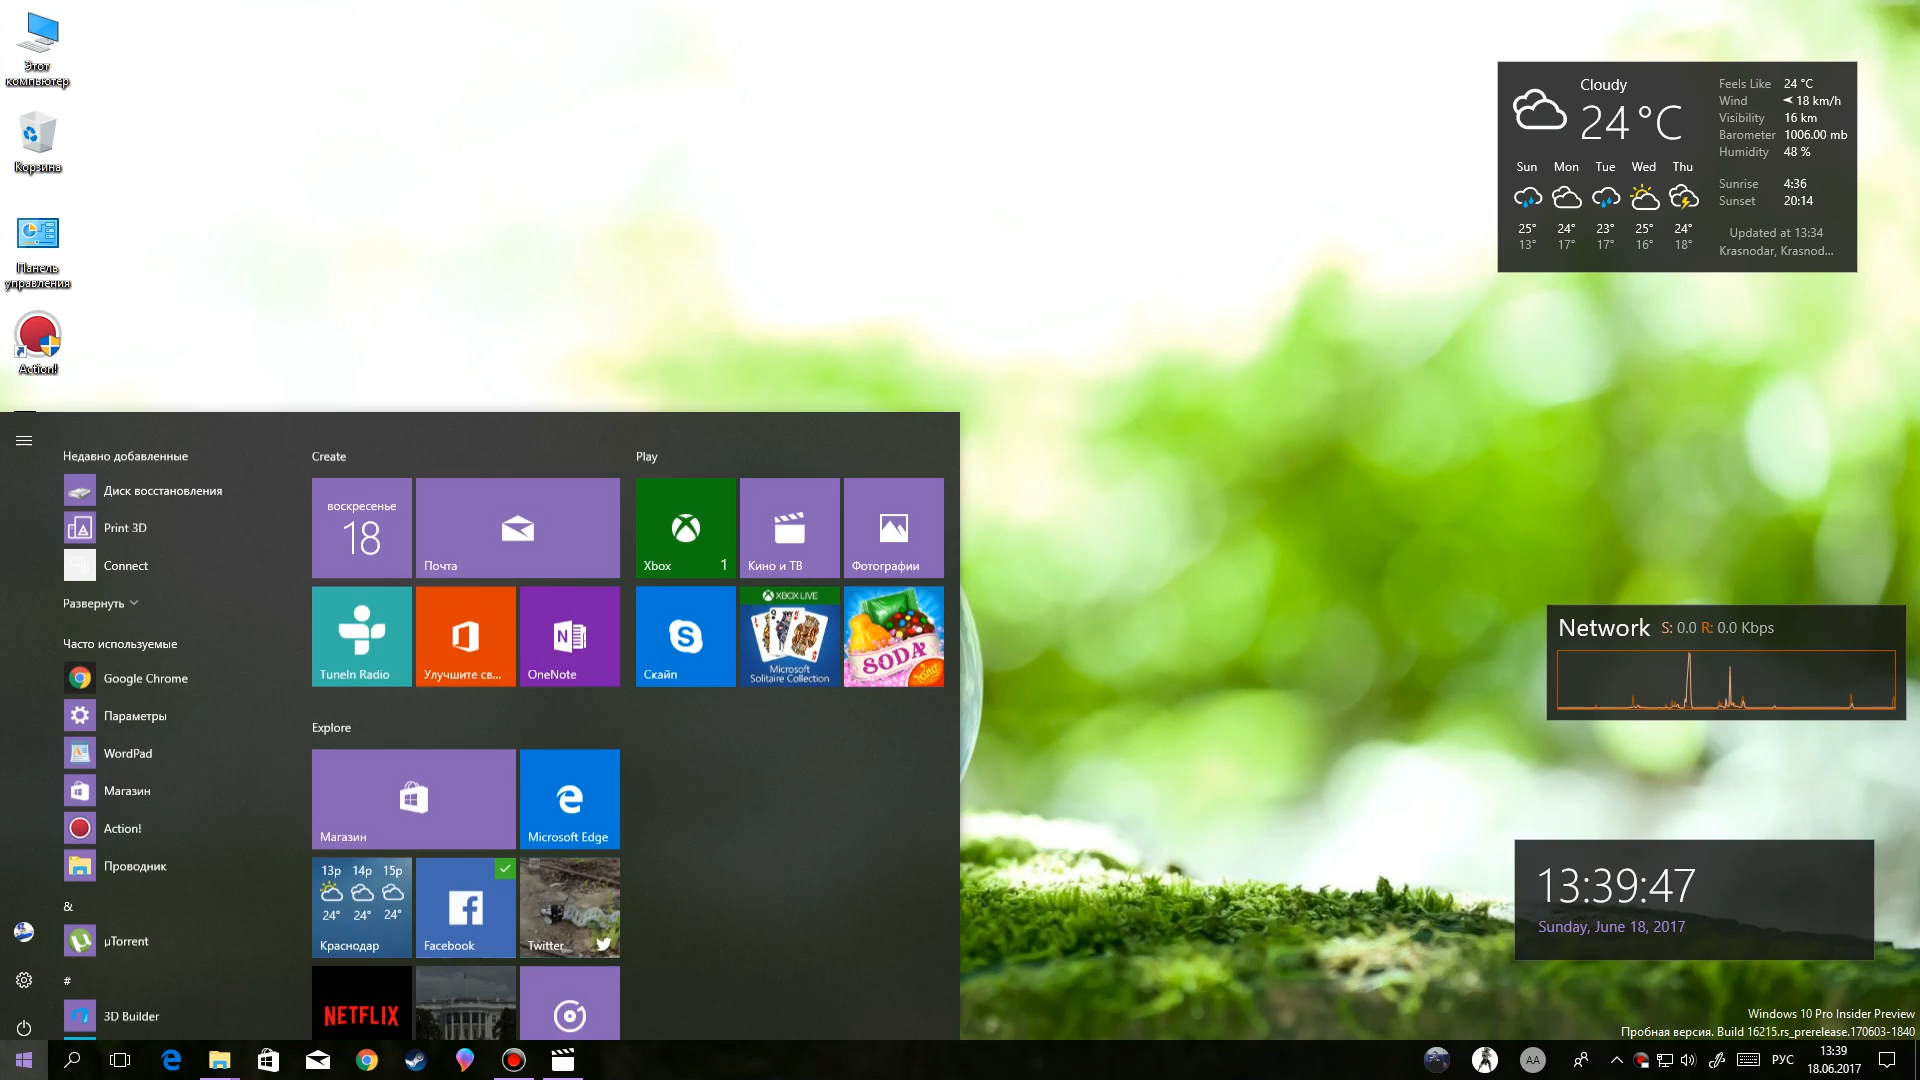 Этот
компьютер
Корзина
Панель
управления
Action!
Cloudy
24 °C
Feels Like 24 °C
Wind 18 km/h
Visibility 16 km
Barometer 1006.00 mb
Humidity 48 %
Sunrise 4:36
Sunset 20:14
Updated at 13:34
Krasnodar, Krasnod...
Sun Mon Tue Wed Thu
25° 24° 23° 25° 24°
13° 17° 17° 16° 18°
Недавно добавленные
Диск восстановления
Print 3D
Connect
Развернуть
Часто используемые
Google Chrome
Параметры
WordPad
Магазин
Action!
Проводник
&
µTorrent
#
3D Builder
Create
воскресенье
18
Почта
TuneIn Radio
Улучшите св...
OneNote
Play
Xbox 1
Кино и ТВ
Фотографии
Скайп
XBOX LIVE
Microsoft
Solitaire Collection
SODA
King
Explore
Магазин
Microsoft Edge
13p 14p 15p
24° 24° 24°
Краснодар
Facebook
Twitter
NETFLIX
Network S: 0.0 R: 0.0 Kbps
13:39:47
Sunday, June 18, 2017
Windows 10 Pro Insider Preview
Пробная версия. Build 16215.rs_prerelease.170603-1840
AA
РУС
13:39
18.06.2017